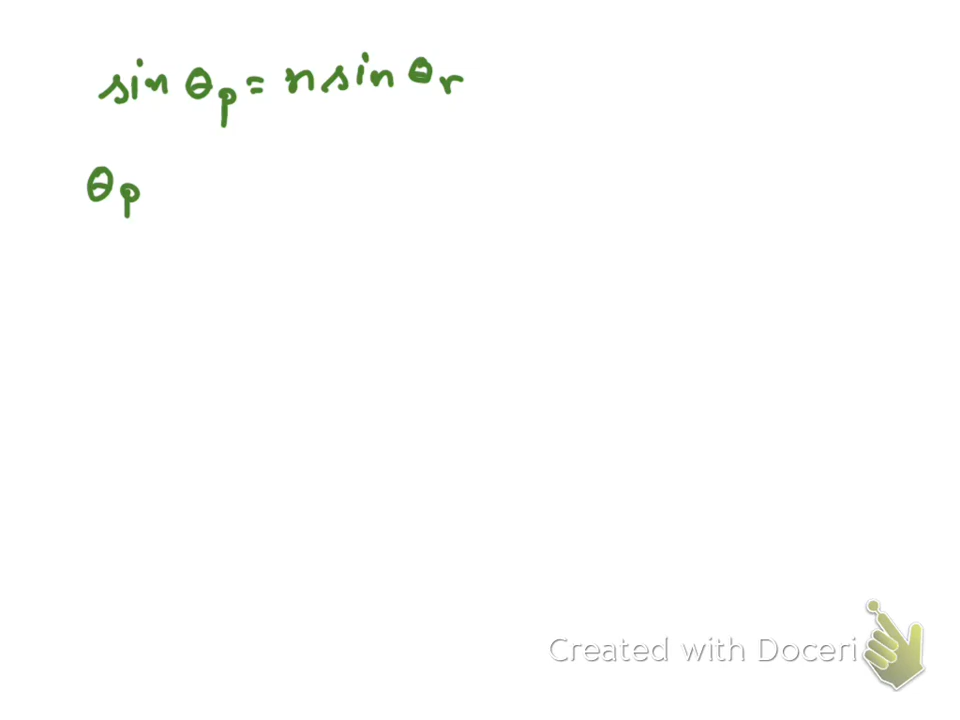 sin θp = n sin θr
θp
Created with Doceri